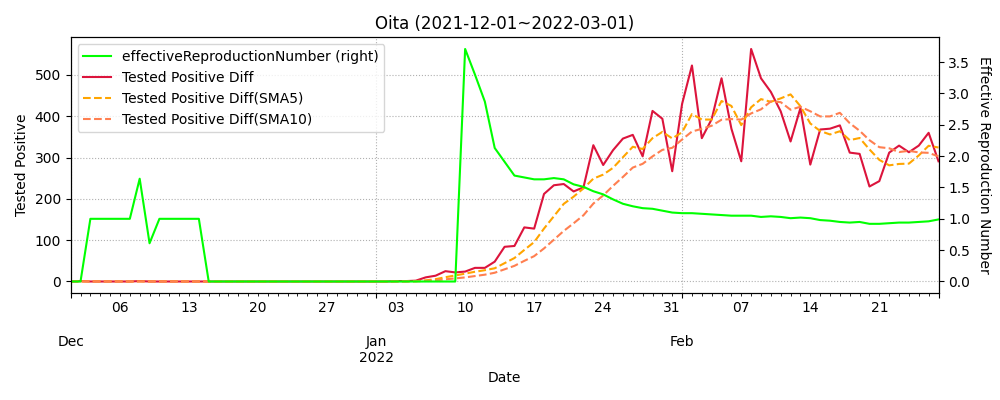 Oita (2021-12-01~2022-03-01)
effectiveReproductionNumber (right)
Tested Positive Diff
Tested Positive Diff(SMA5)
Tested Positive Diff(SMA10)
Tested Positive
500
400
300
200
100
0
3.5
3.0
2.5
2.0
1.5
1.0
0.5
0.0
Effective Reproduction Number
06 13 20 27 03 10 17 24 31 07 14 21
Dec Jan Feb
2022
Date